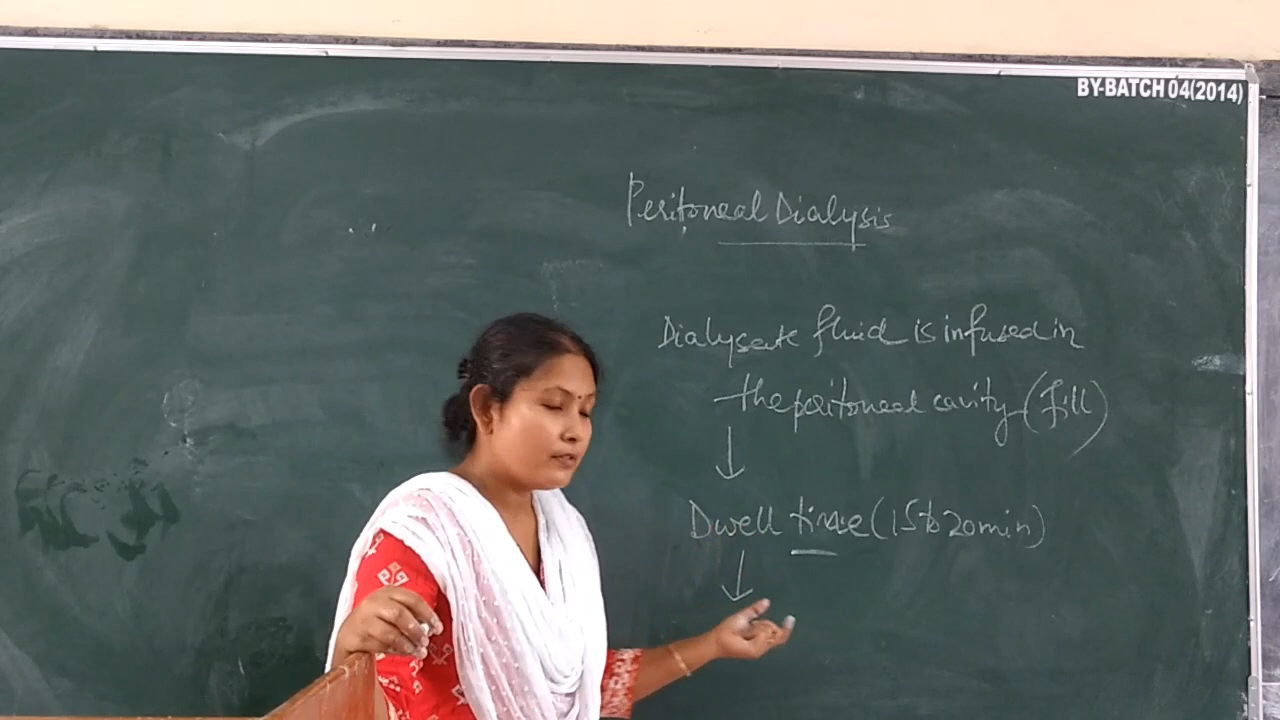 BY-BATCH 04(2014)
Peritoneal Dialysis
Dialysate fluid is infused in
the peritoneal cavity (Fill)
Dwell time (15 to 20 min)